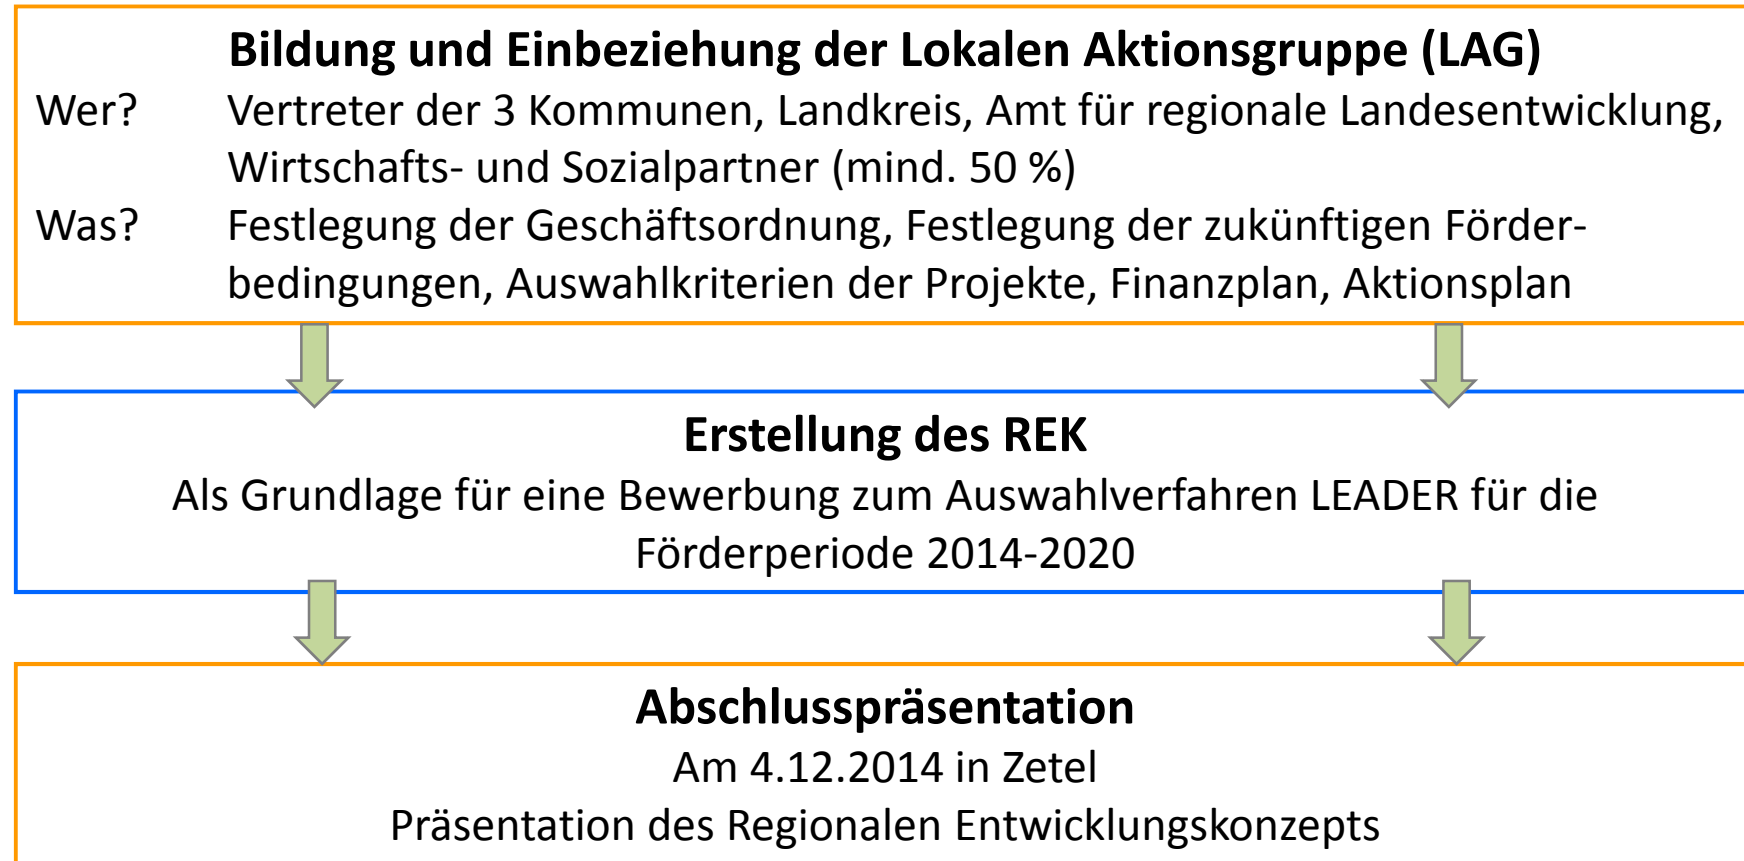 Bildung und Einbeziehung der Lokalen Aktionsgruppe (LAG)
Wer? Vertreter der 3 Kommunen, Landkreis, Amt für regionale Landesentwicklung,
Wirtschafts- und Sozialpartner (mind. 50 %)
Was? Festlegung der Geschäftsordnung, Festlegung der zukünftigen Förder-
bedingungen, Auswahlkriterien der Projekte, Finanzplan, Aktionsplan
Erstellung des REK
Als Grundlage für eine Bewerbung zum Auswahlverfahren LEADER für die
Förderperiode 2014-2020
Abschlusspräsentation
Am 4.12.2014 in Zetel
Präsentation des Regionalen Entwicklungskonzepts